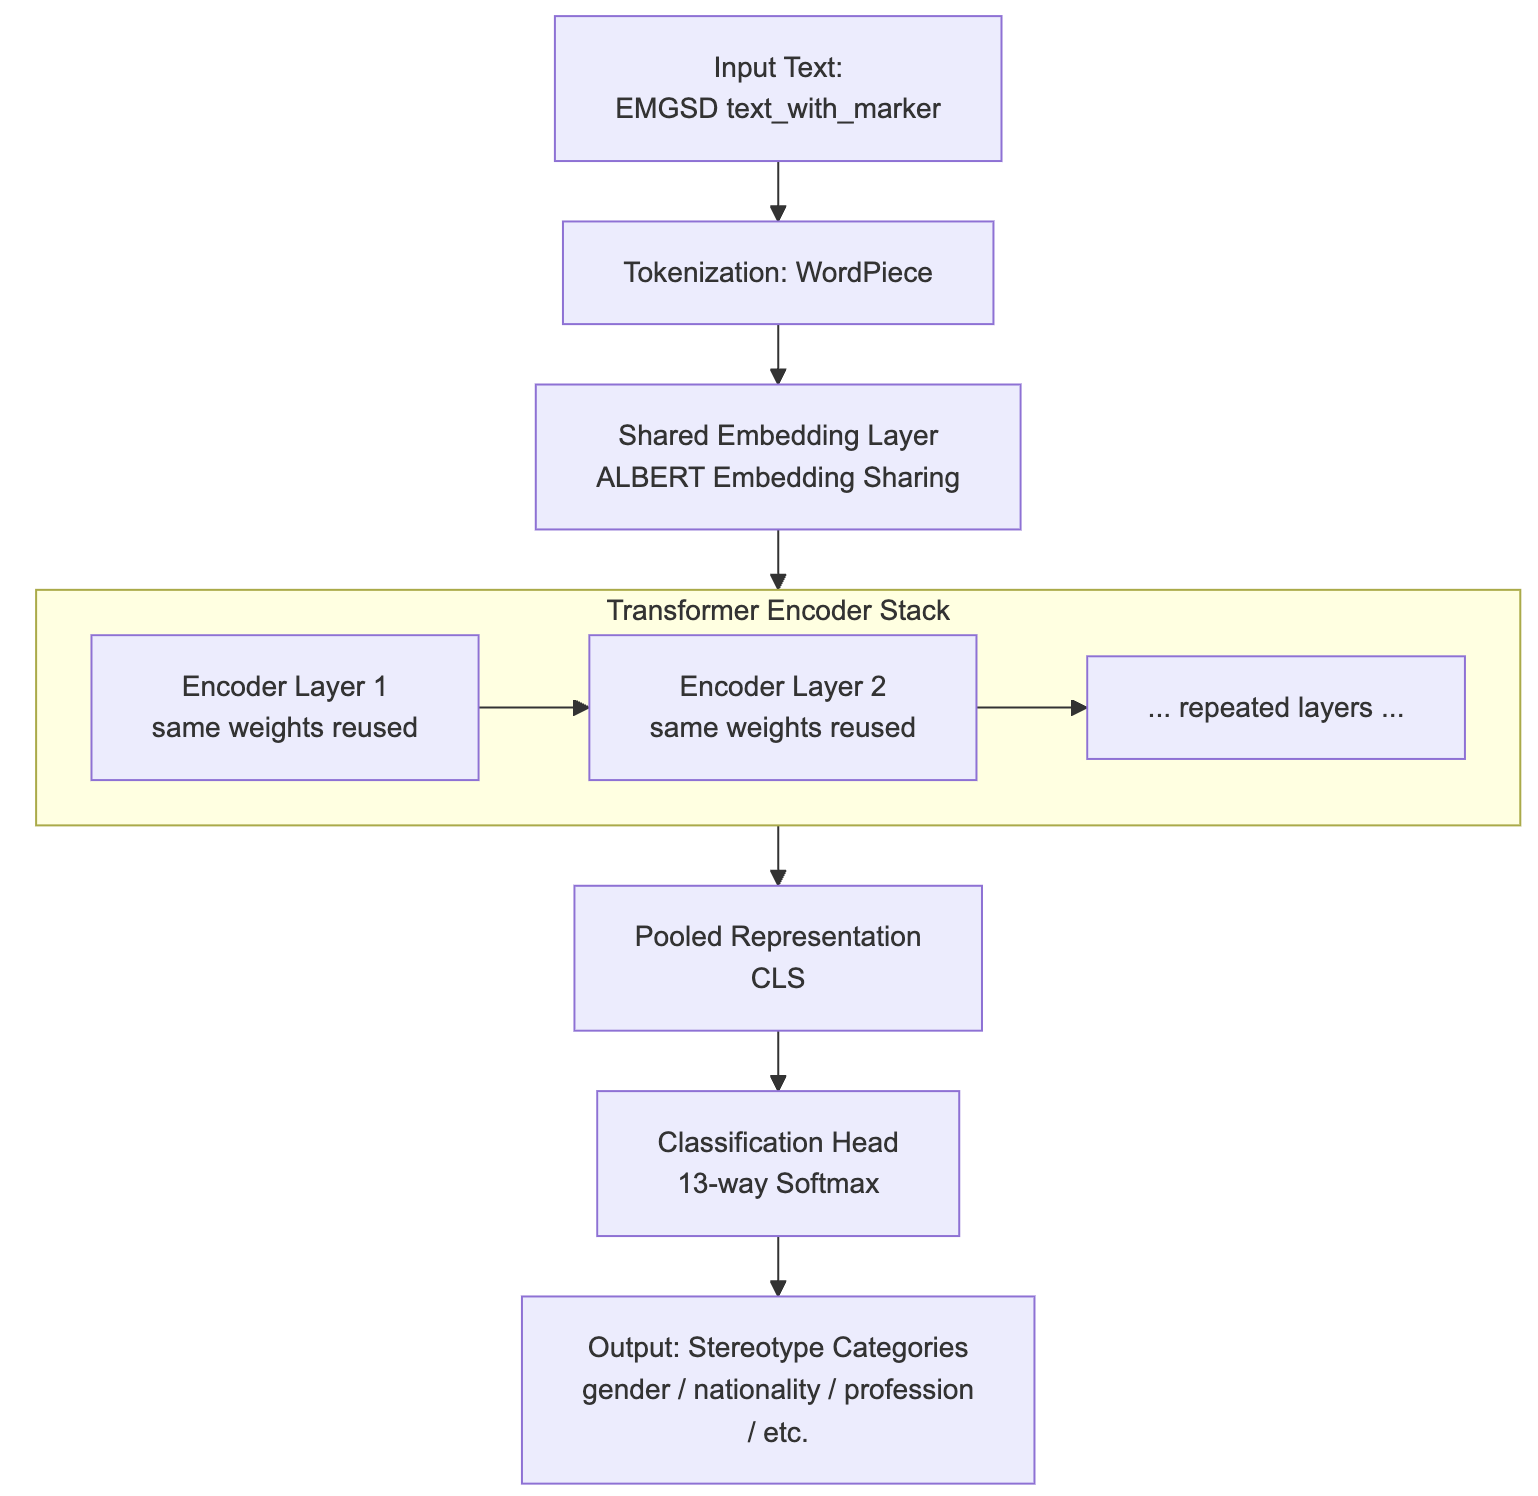 Input Text:
EMGSD text_with_marker
Tokenization: WordPiece
Shared Embedding Layer
ALBERT Embedding Sharing
Transformer Encoder Stack
Encoder Layer 1
same weights reused
Encoder Layer 2
same weights reused
... repeated layers ...
Pooled Representation
CLS
Classification Head
13-way Softmax
Output: Stereotype Categories
gender / nationality / profession
/ etc.